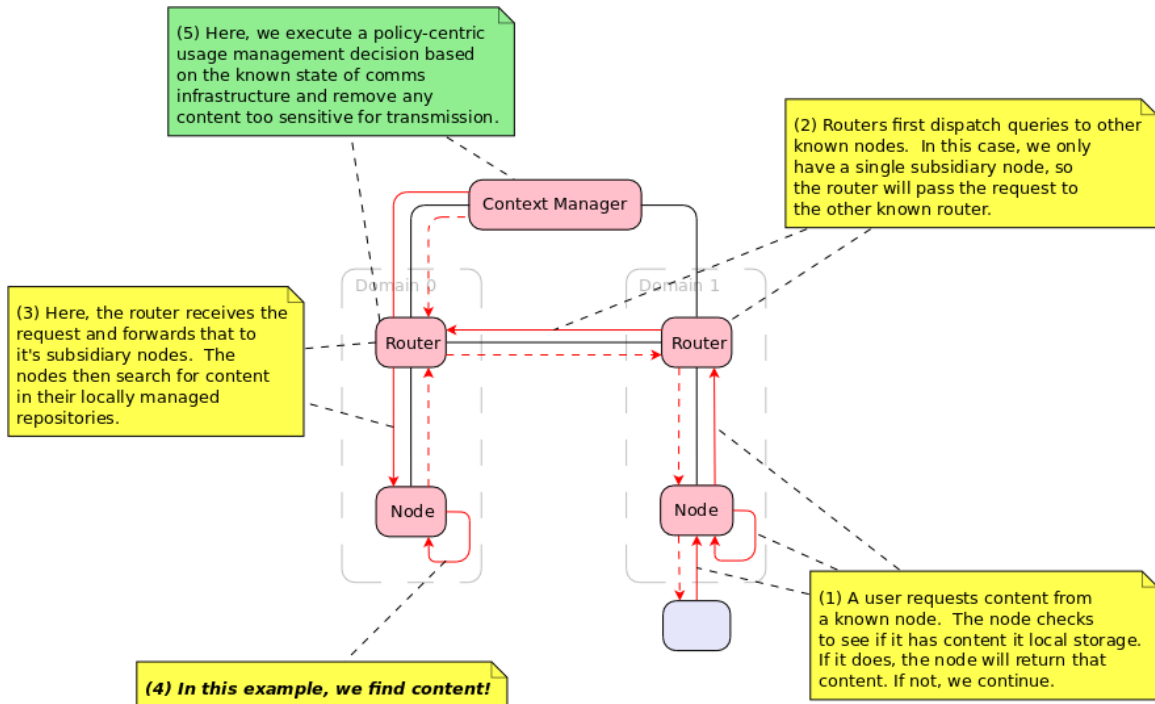 (5) Here, we execute a policy-centric
usage management decision based
on the known state of comms
infrastructure and remove any
content too sensitive for transmission.
(2) Routers first dispatch queries to other
known nodes.  In this case, we only
have a single subsidiary node, so
the router will pass the request to
the other known router.
Context Manager
Domain 0
Domain 1
(3) Here, the router receives the
request and forwards that to
it's subsidiary nodes.  The
nodes then search for content
in their locally managed
repositories.
Router
Router
Node
Node
(1) A user requests content from
a known node.  The node checks
to see if it has content it local storage.
If it does, the node will return that
content. If not, we continue.
(4) In this example, we find content!